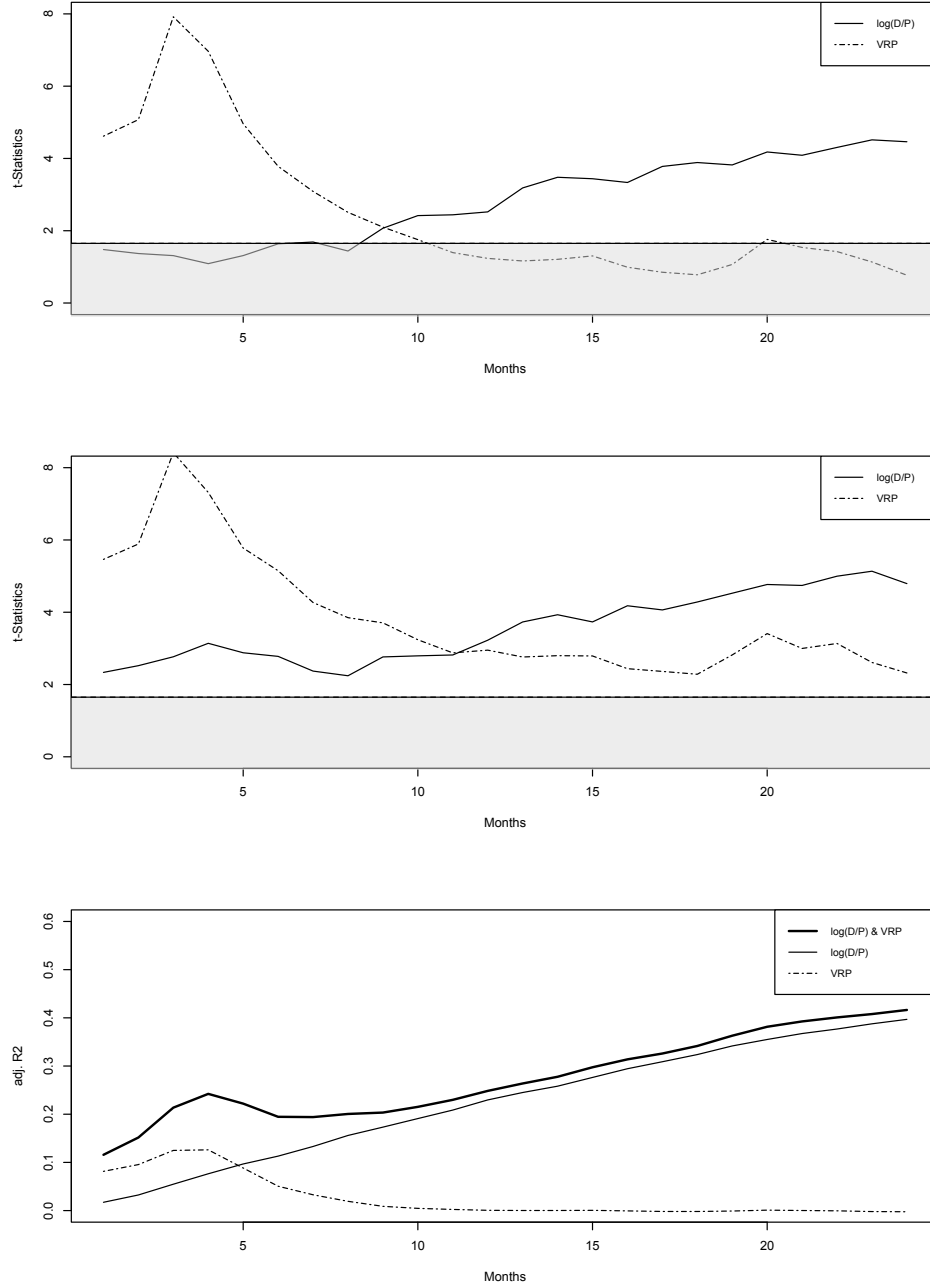 t-Statistics
8
6
4
2
0
log(D/P)
VRP
5
10
15
20
Months
t-Statistics
8
6
4
2
0
log(D/P)
VRP
5
10
15
20
Months
adj. R2
0.6
0.5
0.4
0.3
0.2
0.1
0.0
log(D/P) & VRP
log(D/P)
VRP
5
10
15
20
Months